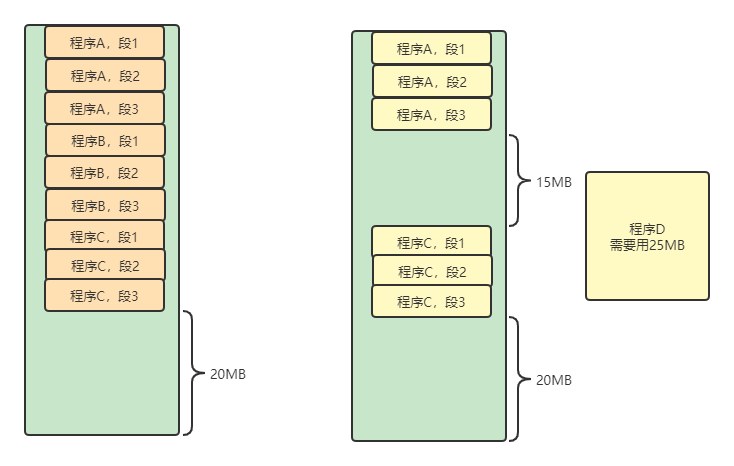 程序A，段1
程序A，段2
程序A，段3
程序B，段1
程序B，段2
程序B，段3
程序C，段1
程序C，段2
程序C，段3
20MB
程序A，段1
程序A，段2
程序A，段3
15MB
程序C，段1
程序C，段2
程序C，段3
20MB
程序D
需要用25MB